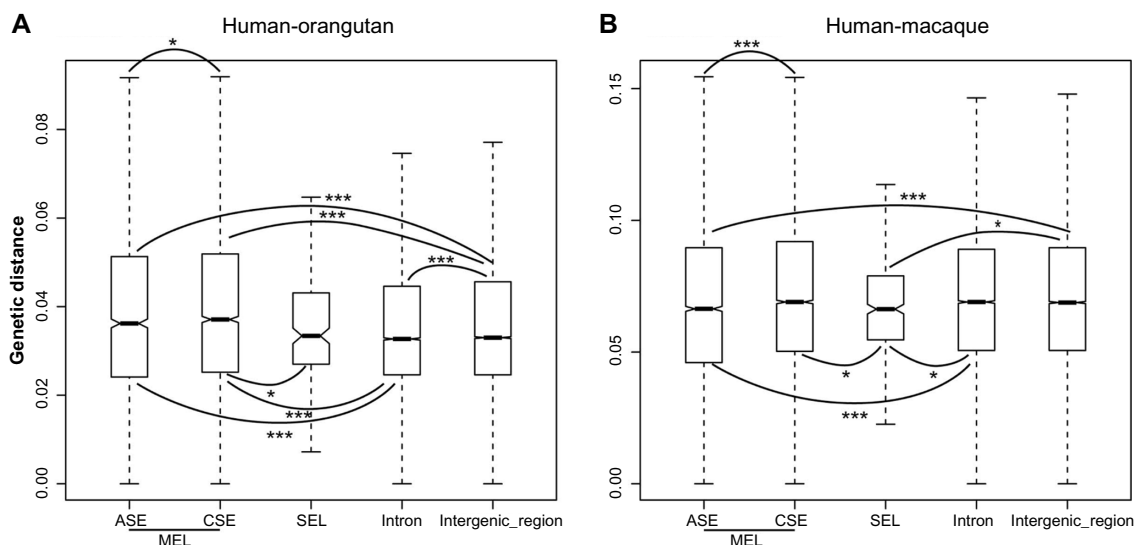 A
Human-orangutan
*
***
***
***
*
***
***
Genetic distance
0.08
0.06
0.04
0.02
0.00
ASE CSE SEL Intron Intergenic_region
MEL
B
Human-macaque
***
***
*
*
*
***
0.15
0.10
0.05
0.00
ASE CSE SEL Intron Intergenic_region
MEL